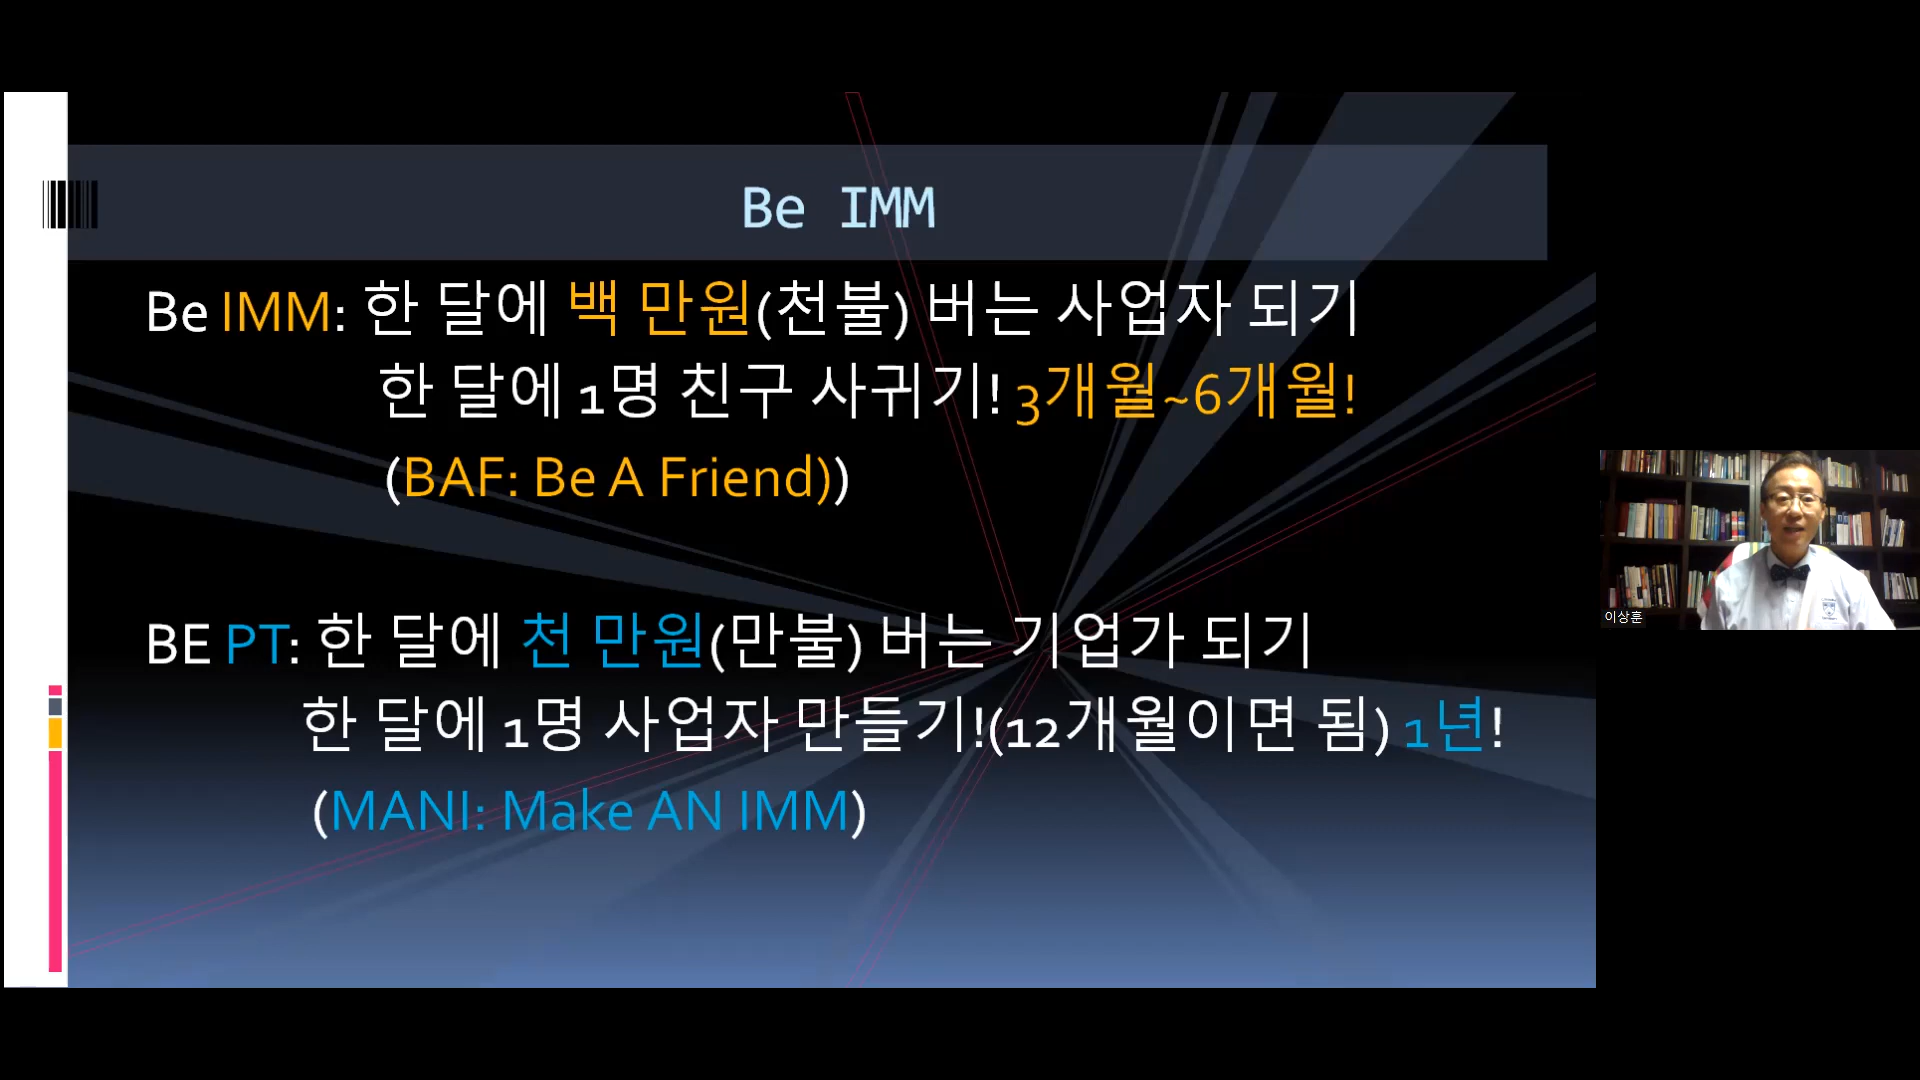 Be IMM
Be IMM: 한 달에 백 만원(천불) 버는 사업자 되기
한 달에 1명 친구 사귀기! 3개월~6개월!
(BAF: Be A Friend))
BE PT: 한 달에 천 만원(만불) 버는 기업가 되기
한 달에 1명 사업자 만들기!(12개월이면 됨) 1년!
(MANI: Make AN IMM)
이상훈